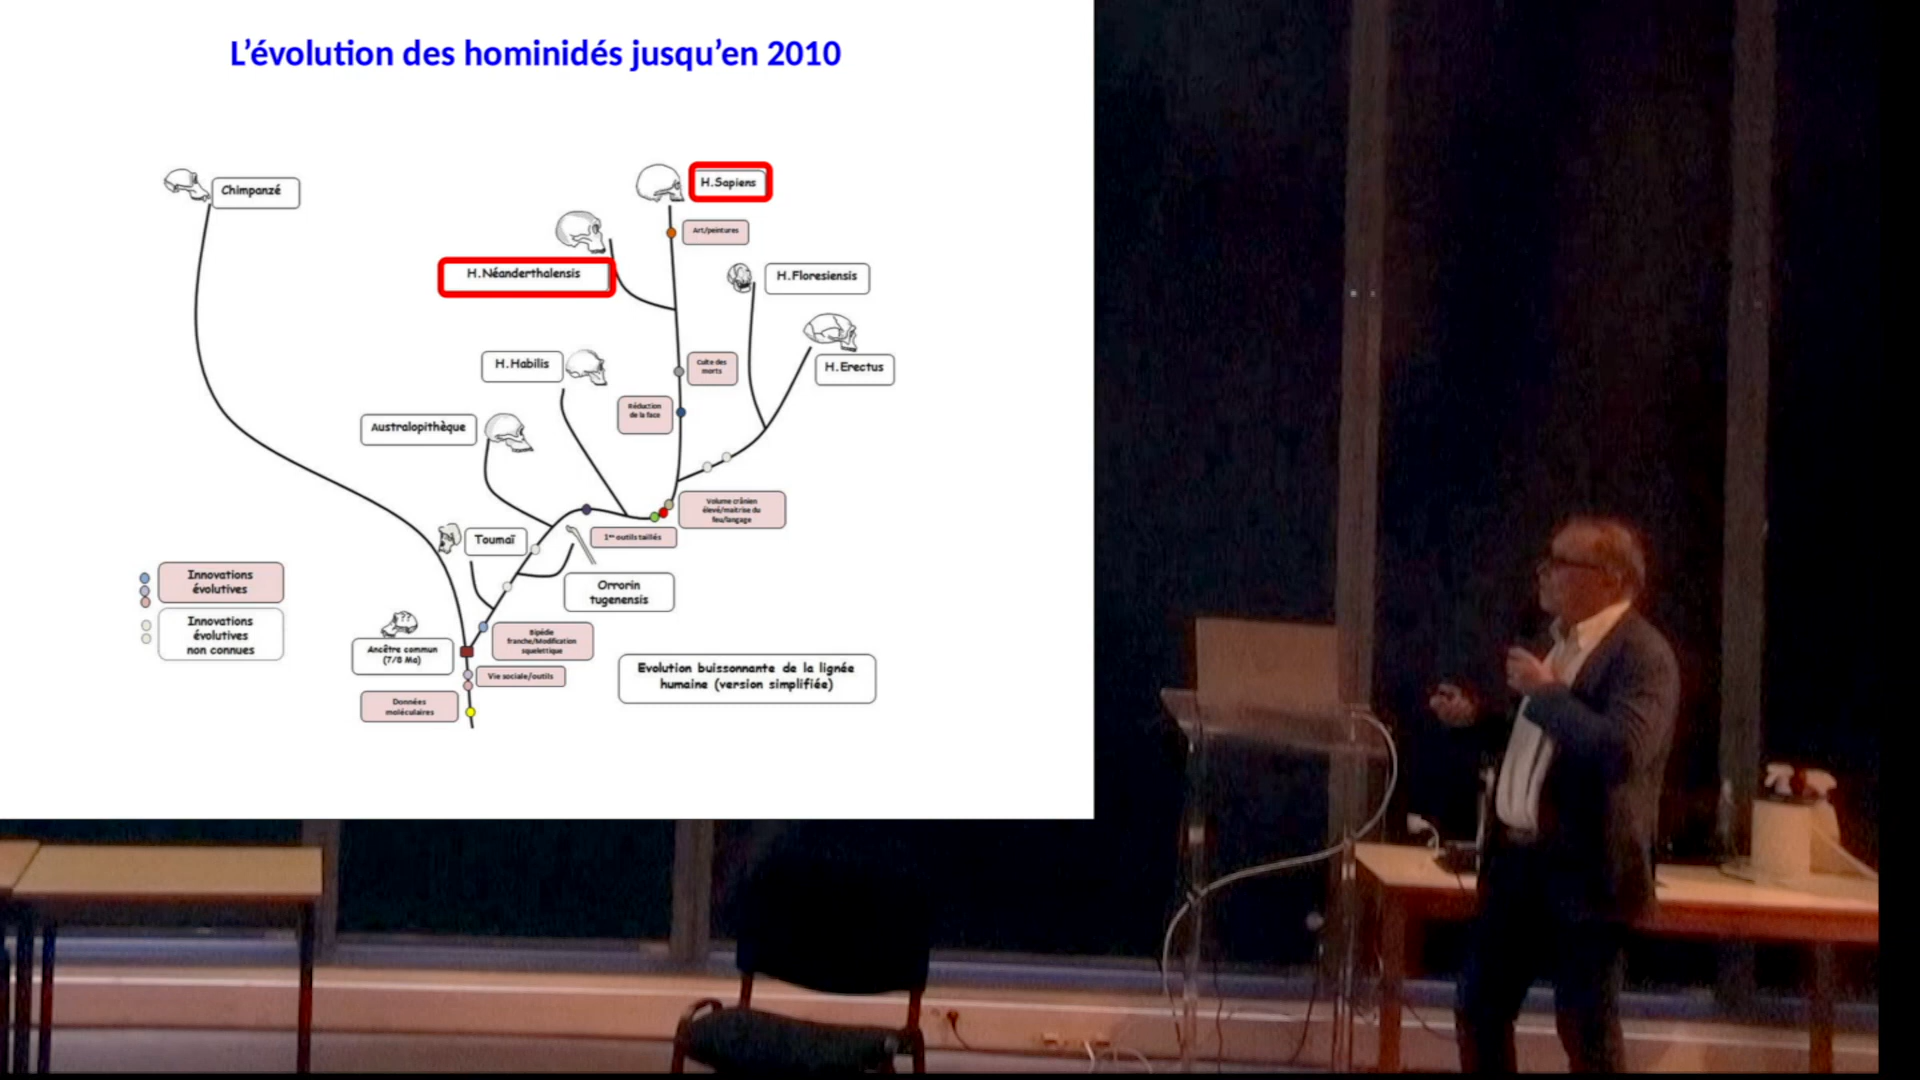 L’évolution des hominidés jusqu’en 2010
Chimpanzé
H.Sapiens
Art/peintures
H.Néanderthalensis
H.Floresiensis
H.Erectus
H.Habilis
Culte des
morts
Réduction
de la face
Australopithèque
Volume crânien
élevé/maitrise du
feu/langage
1ers outils taillés
Toumaï
Orrorin
tugenensis
Innovations
évolutives
Innovations
évolutives
non connues
??
Ancêtre commun
(7/8 Ma)
Bipédie
franche/Modification
squelettique
Vie sociale/outils
Données
moléculaires
Evolution buissonnante de la lignée
humaine (version simplifiée)